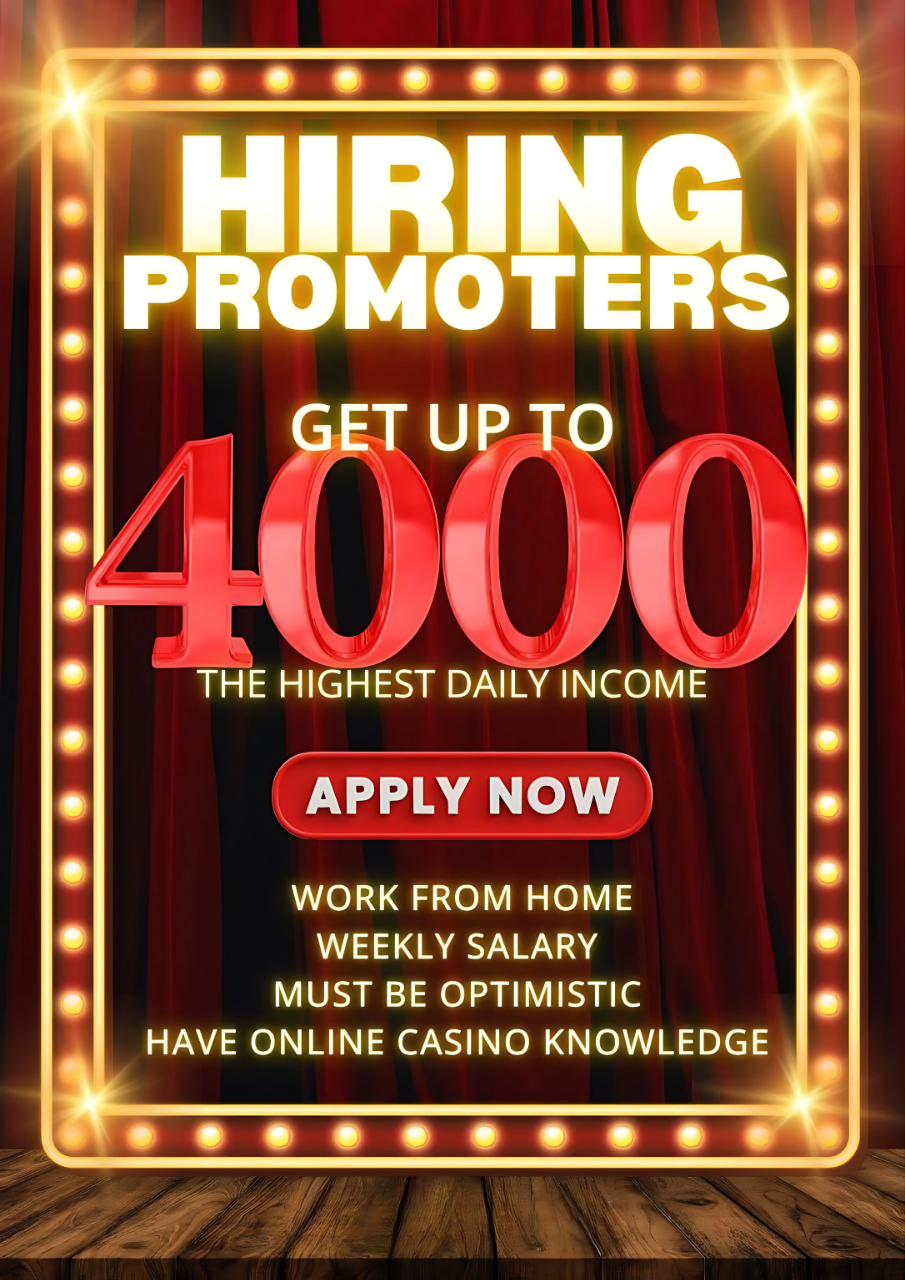 HIRING
PROMOTERS
GET UP TO
4000
THE HIGHEST DAILY INCOME
APPLY NOW
WORK FROM HOME
WEEKLY SALARY
MUST BE OPTIMISTIC
HAVE ONLINE CASINO KNOWLEDGE